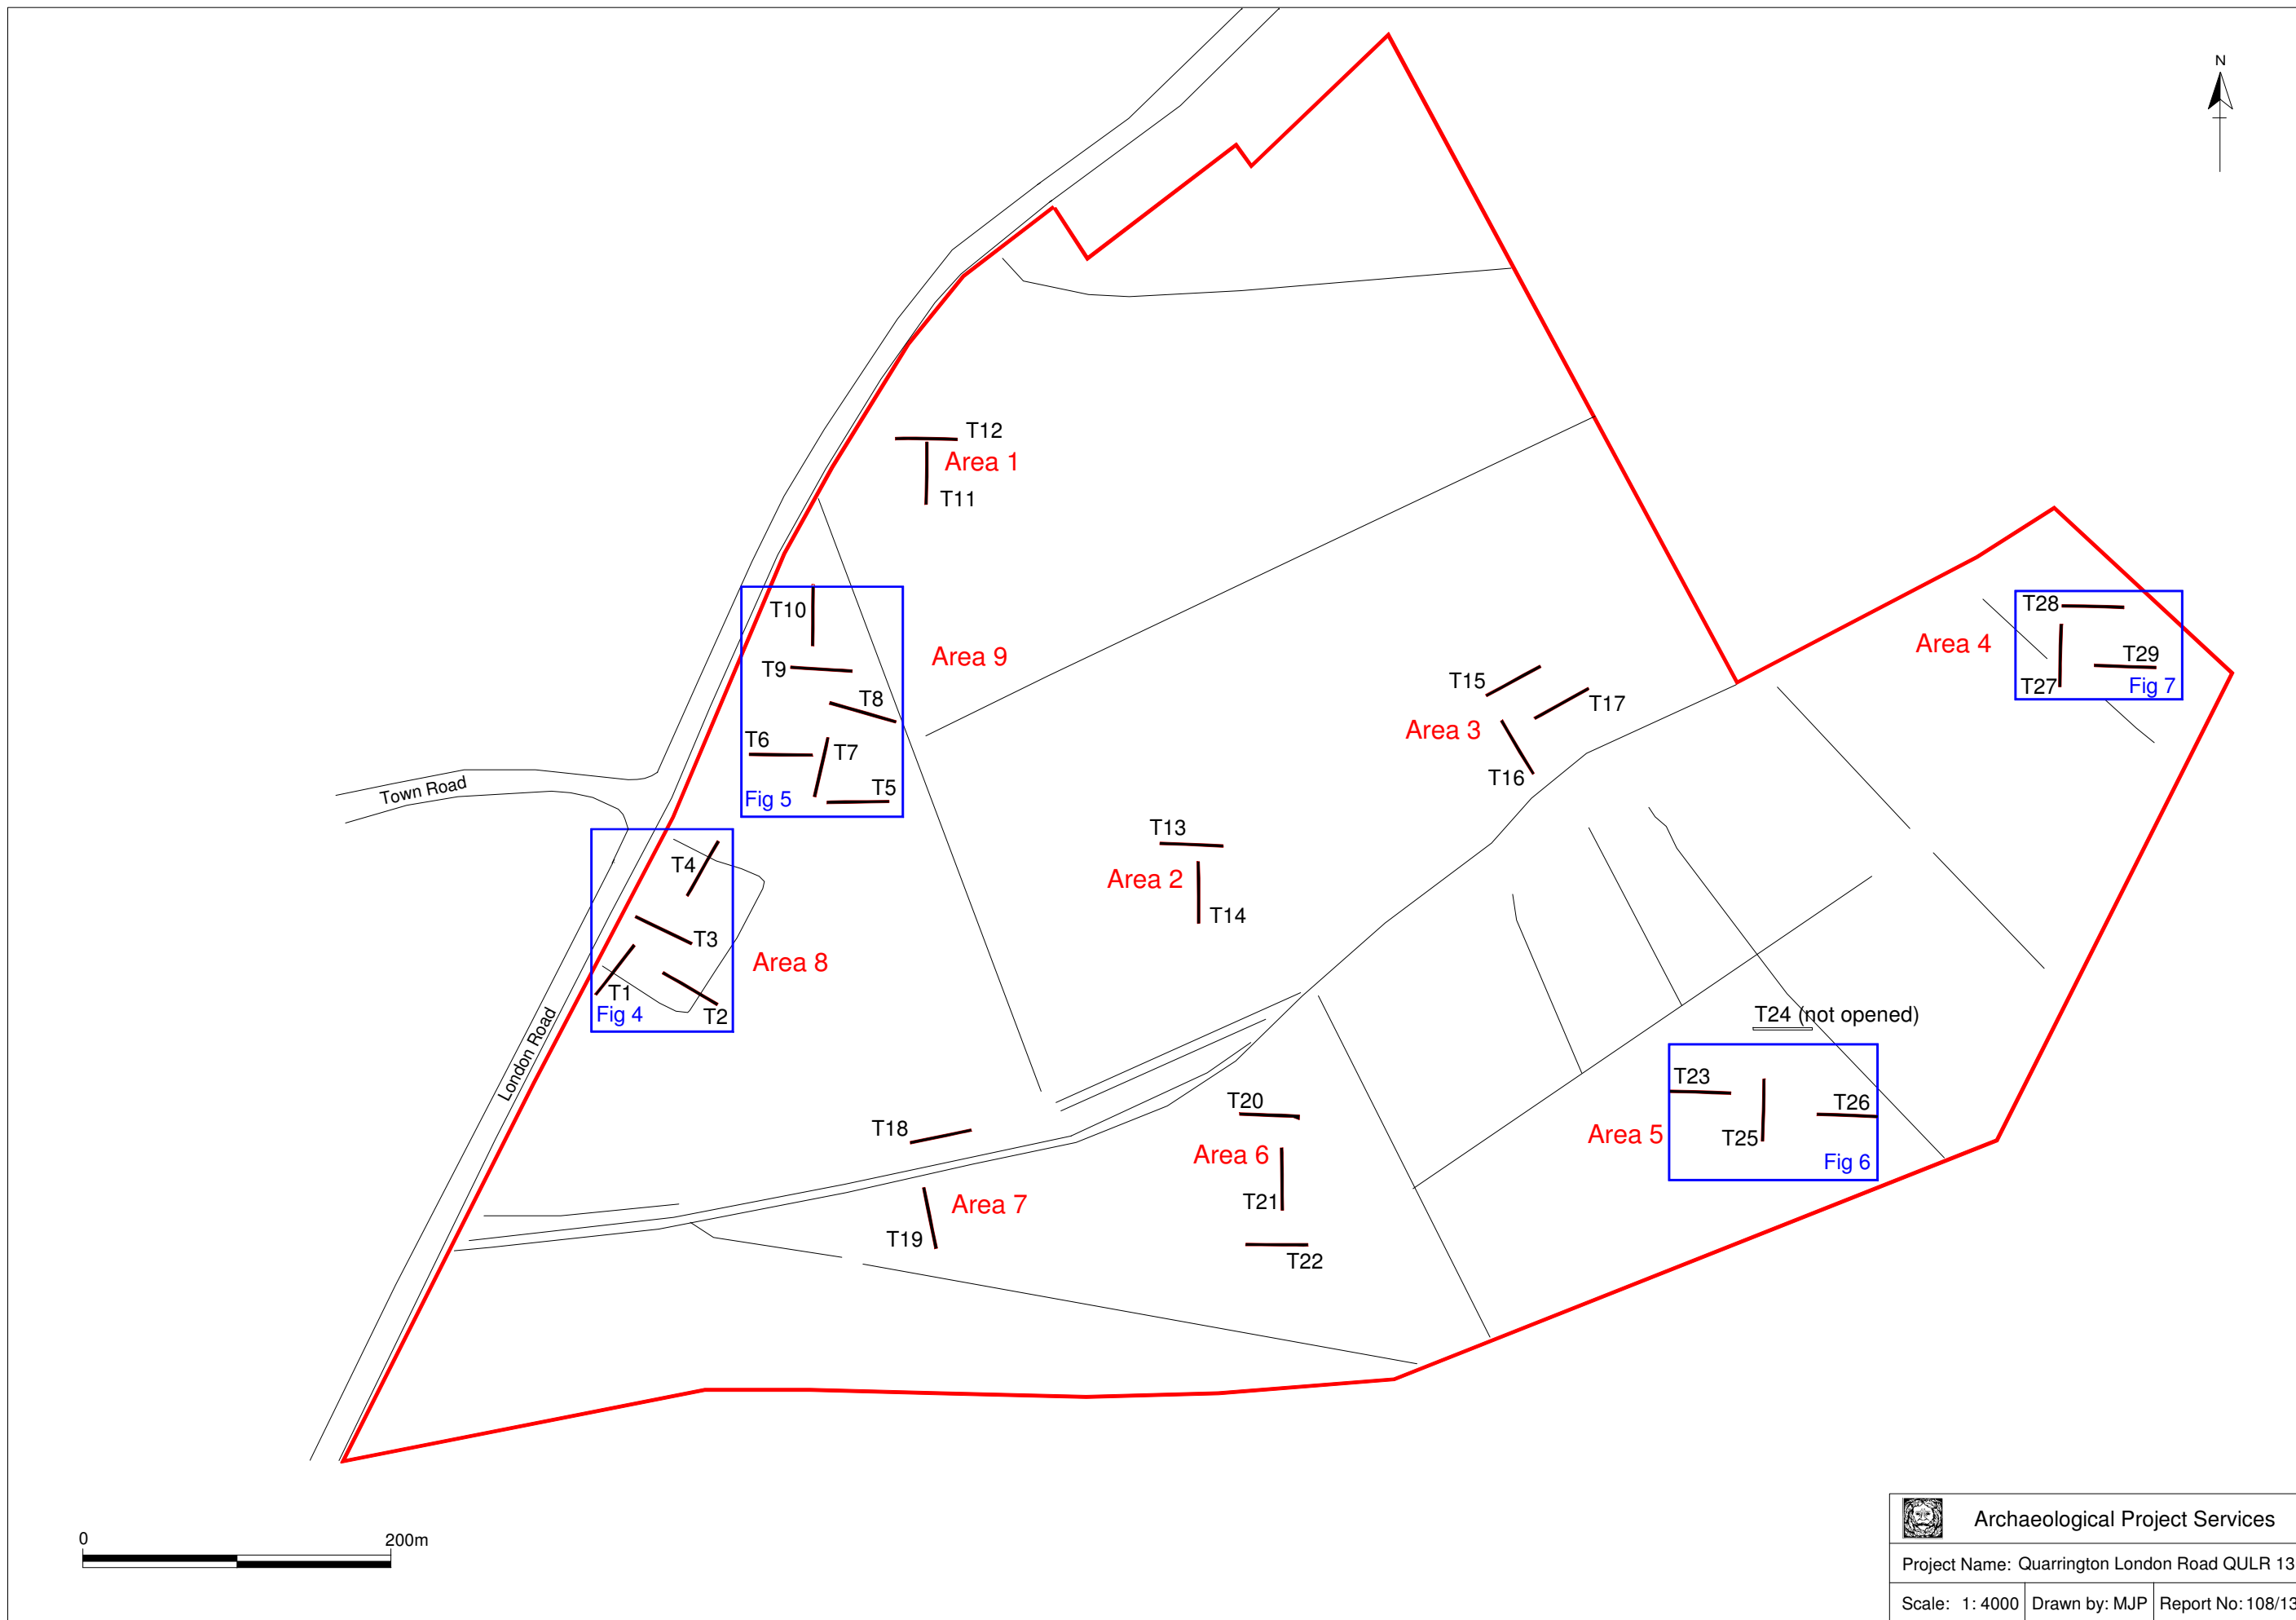 N
T12
Area 1
T11
T10
T9
Area 9
T8
T6
T7
T5
Fig 5
Town Road
T4
T3
Area 8
T1
Fig 4
T2
London Road
T15
T17
Area 3
T16
T28
Area 4
T29
T27
Fig 7
T13
Area 2
T14
T24 (not opened)
T23
T26
Area 5
T25
Fig 6
T18
T20
Area 6
T21
Area 7
T19
T22
0
200m
Archaeological Project Services
Project Name: Quarrington London Road QULR 13
Scale: 1: 4000
Drawn by: MJP
Report No: 108/13